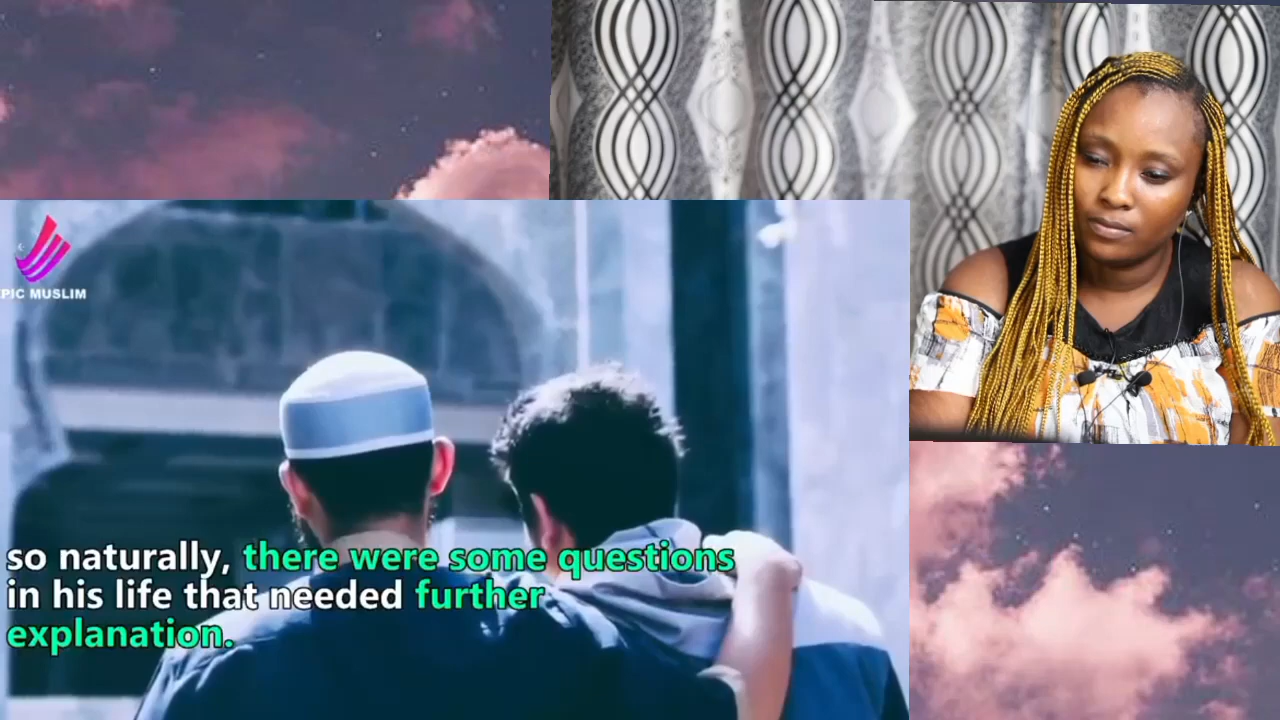 PIC MUSLIM
so naturally, there were some questions
in his life that needed further
explanation.